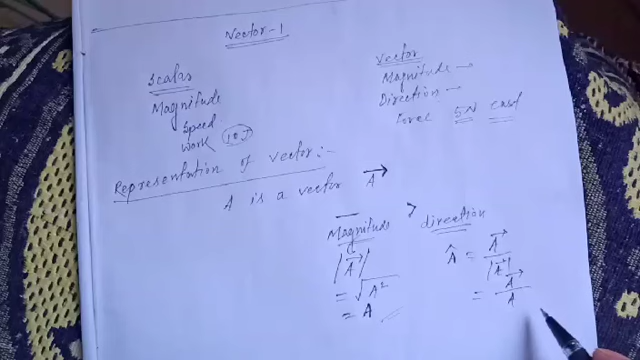 Vector-1
Scalar
Magnitude
Speed
Work 10J
Vector
Magnitude →
Direction →
Force 5N east
Representation of vector:-
A is a vector A⃗
Magnitude
|A⃗|
= √A²
= A
direction
Â = A⃗/|A⃗|
= A⃗/A